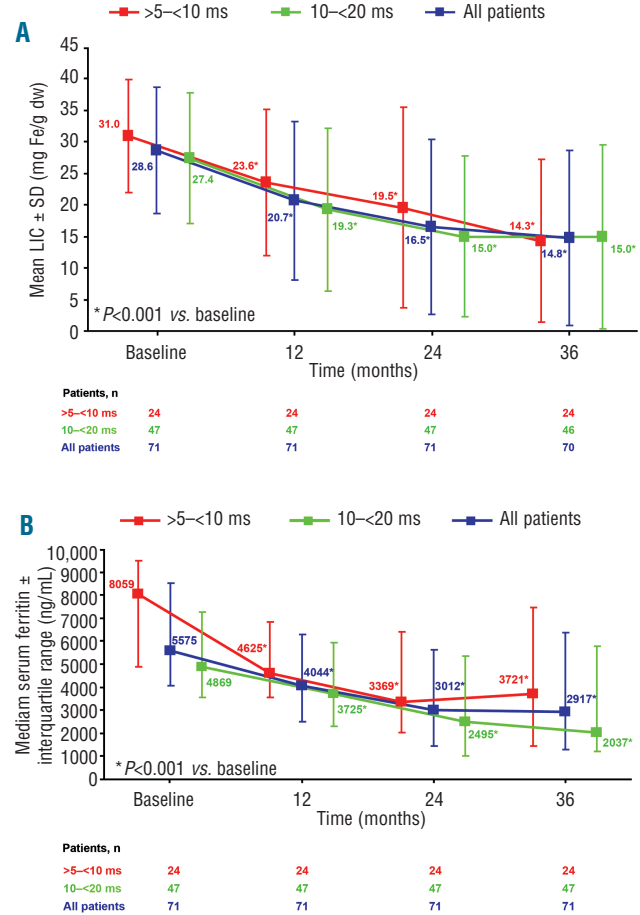 A
>5–<10 ms 10–<20 ms All patients
Mean LIC ± SD (mg Fe/g dw)
45
40
35
30
25
20
15
10
5
0
31.0
28.6
27.4
23.6*
20.7*
19.3*
19.5*
16.5*
15.0*
14.3*
14.8*
15.0*
*P<0.001 vs. baseline
Baseline 12 24 36
Time (months)
Patients, n
>5–<10 ms 24 24 24 24
10–<20 ms 47 47 47 46
All patients 71 71 71 70
B
>5–<10 ms 10–<20 ms All patients
Mediam serum ferritin ±
interquartile range (ng/mL)
10,000
9000
8000
7000
6000
5000
4000
3000
2000
1000
0
8059
5575
4869
4625*
4044*
3725*
3369*
3012*
2495*
3721*
2917*
2037*
*P<0.001 vs. baseline
Baseline 12 24 36
Time (months)
Patients, n
>5–<10 ms 24 24 24 24
10–<20 ms 47 47 47 47
All patients 71 71 71 71